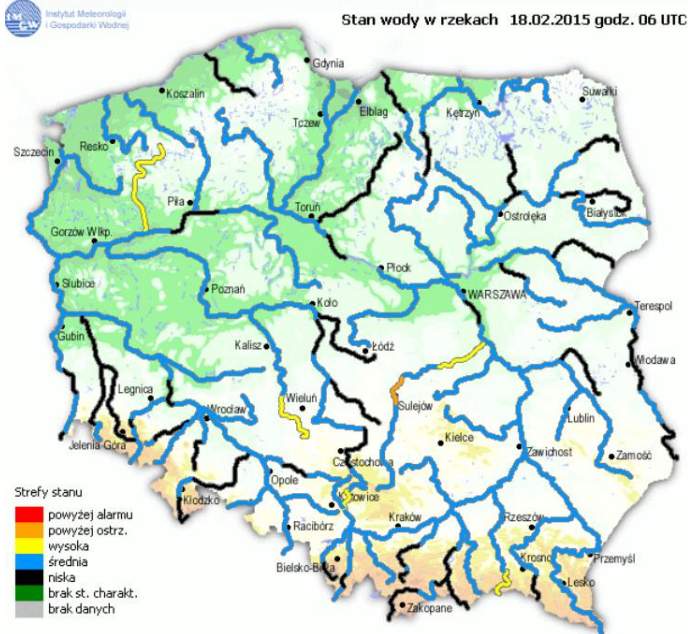 Instytut Meteorologii
i Gospodarki Wodnej
Stan wody w rzekach 18.02.2015 godz. 06 UTC
Gdynia
Koszalin
Suwałki
Elbląg
Kętrzyn
Tczew
Resko
Szczecin
Piła
Toruń
Ostrołęka
Białystok
Gorzów Wlkp.
Płock
Słubice
Poznań
WARSZAWA
Koło
Terespol
Gubin
Kalisz
Łódź
Włodawa
Legnica
Wieluń
Wrocław
Sulejów
Lublin
Jelenia Góra
Kielce
Zawichost
Częstochowa
Zamość
Opole
Strefy stanu
Kłodzko
Katowice
powyżej alarmu
Racibórz
Kraków
Rzeszów
powyżej ostrz.
wysoka
Krosno
Przemyśl
średnia
Bielsko-Biała
niska
Lesko
brak st. charakt.
Zakopane
brak danych